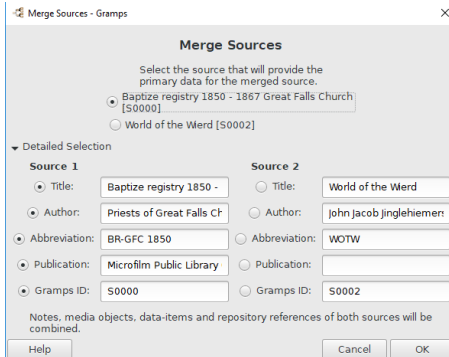 Merge Sources - Gramps
Merge Sources
Select the source that will provide the
primary data for the merged source.
Baptize registry 1850 - 1867 Great Falls Church
[S0000]
World of the Wierd [S0002]
Detailed Selection
Source 1 Source 2
Title: Baptize registry 1850 - Title: World of the Wierd
Author: Priests of Great Falls Ch Author: John Jacob Jinglehiemers
Abbreviation: BR-GFC 1850 Abbreviation: WOTW
Publication: Microfilm Public Library Publication:
Gramps ID: S0000 Gramps ID: S0002
Notes, media objects, data-items and repository references of both sources will be
combined.
Help Cancel OK